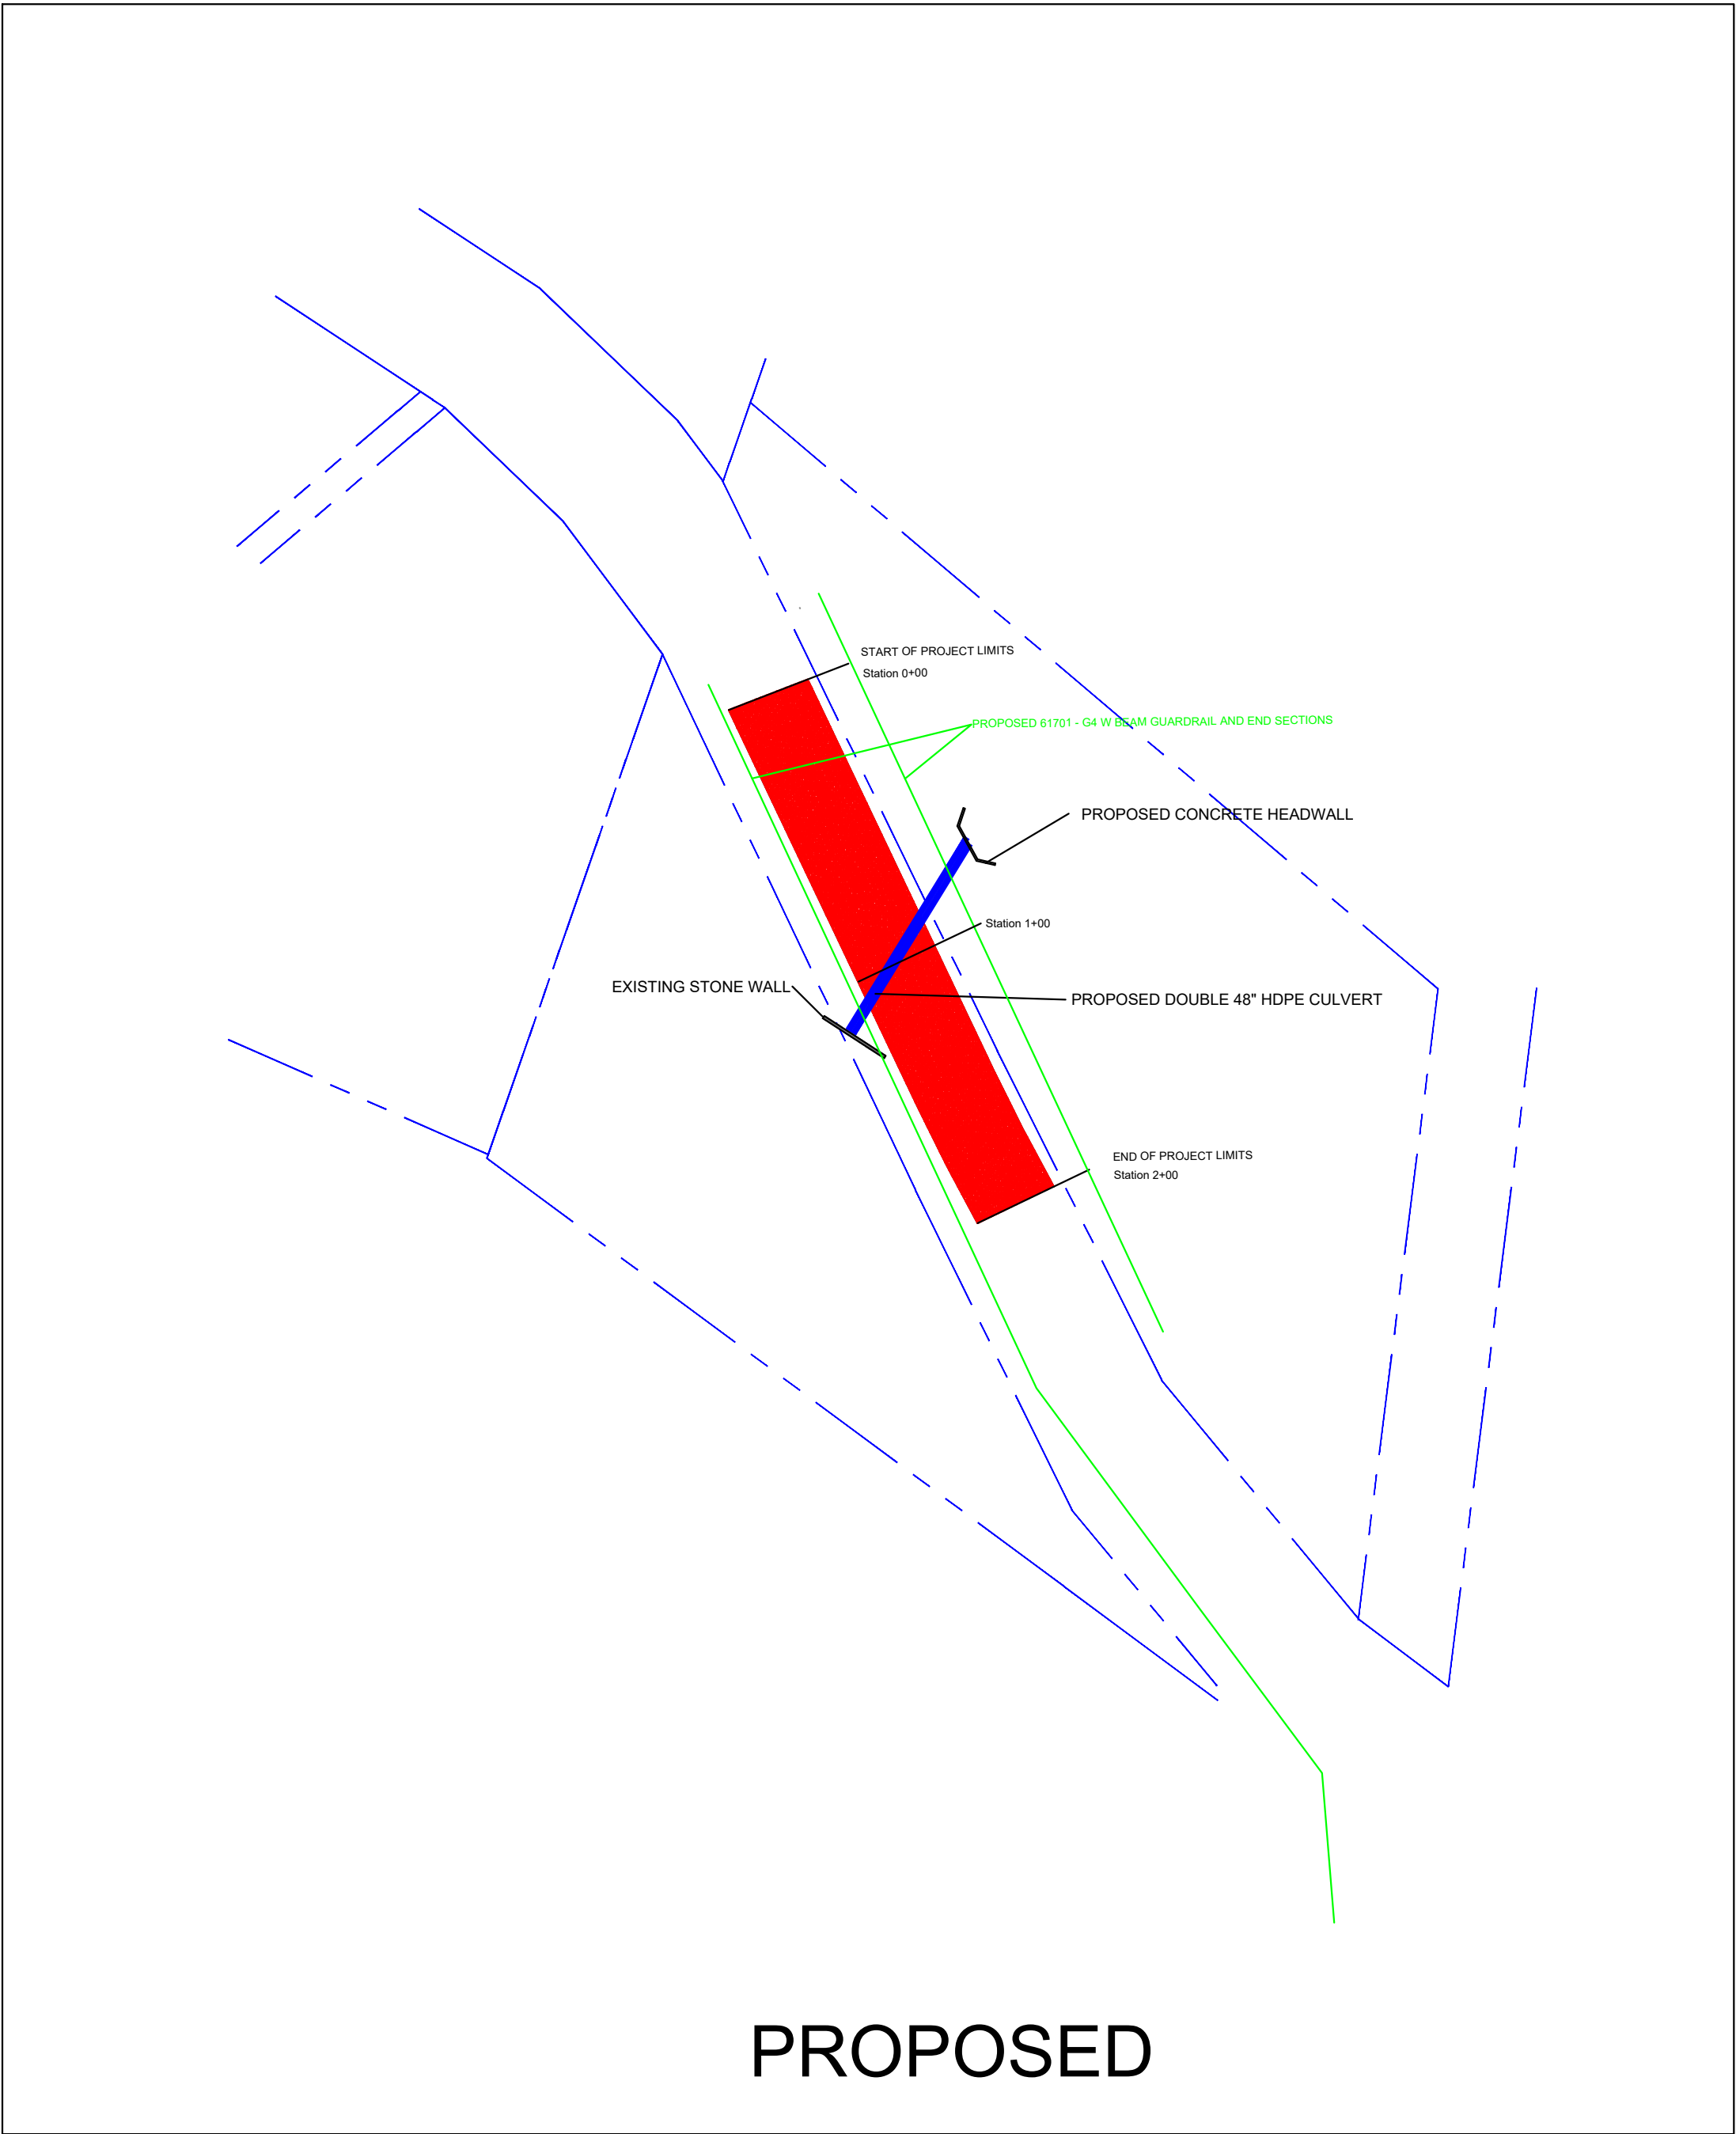 START OF PROJECT LIMITS
Station 0+00
PROPOSED 61701 - G4 W BEAM GUARDRAIL AND END SECTIONS
PROPOSED CONCRETE HEADWALL
Station 1+00
EXISTING STONE WALL
PROPOSED DOUBLE 48" HDPE CULVERT
END OF PROJECT LIMITS
Station 2+00
PROPOSED